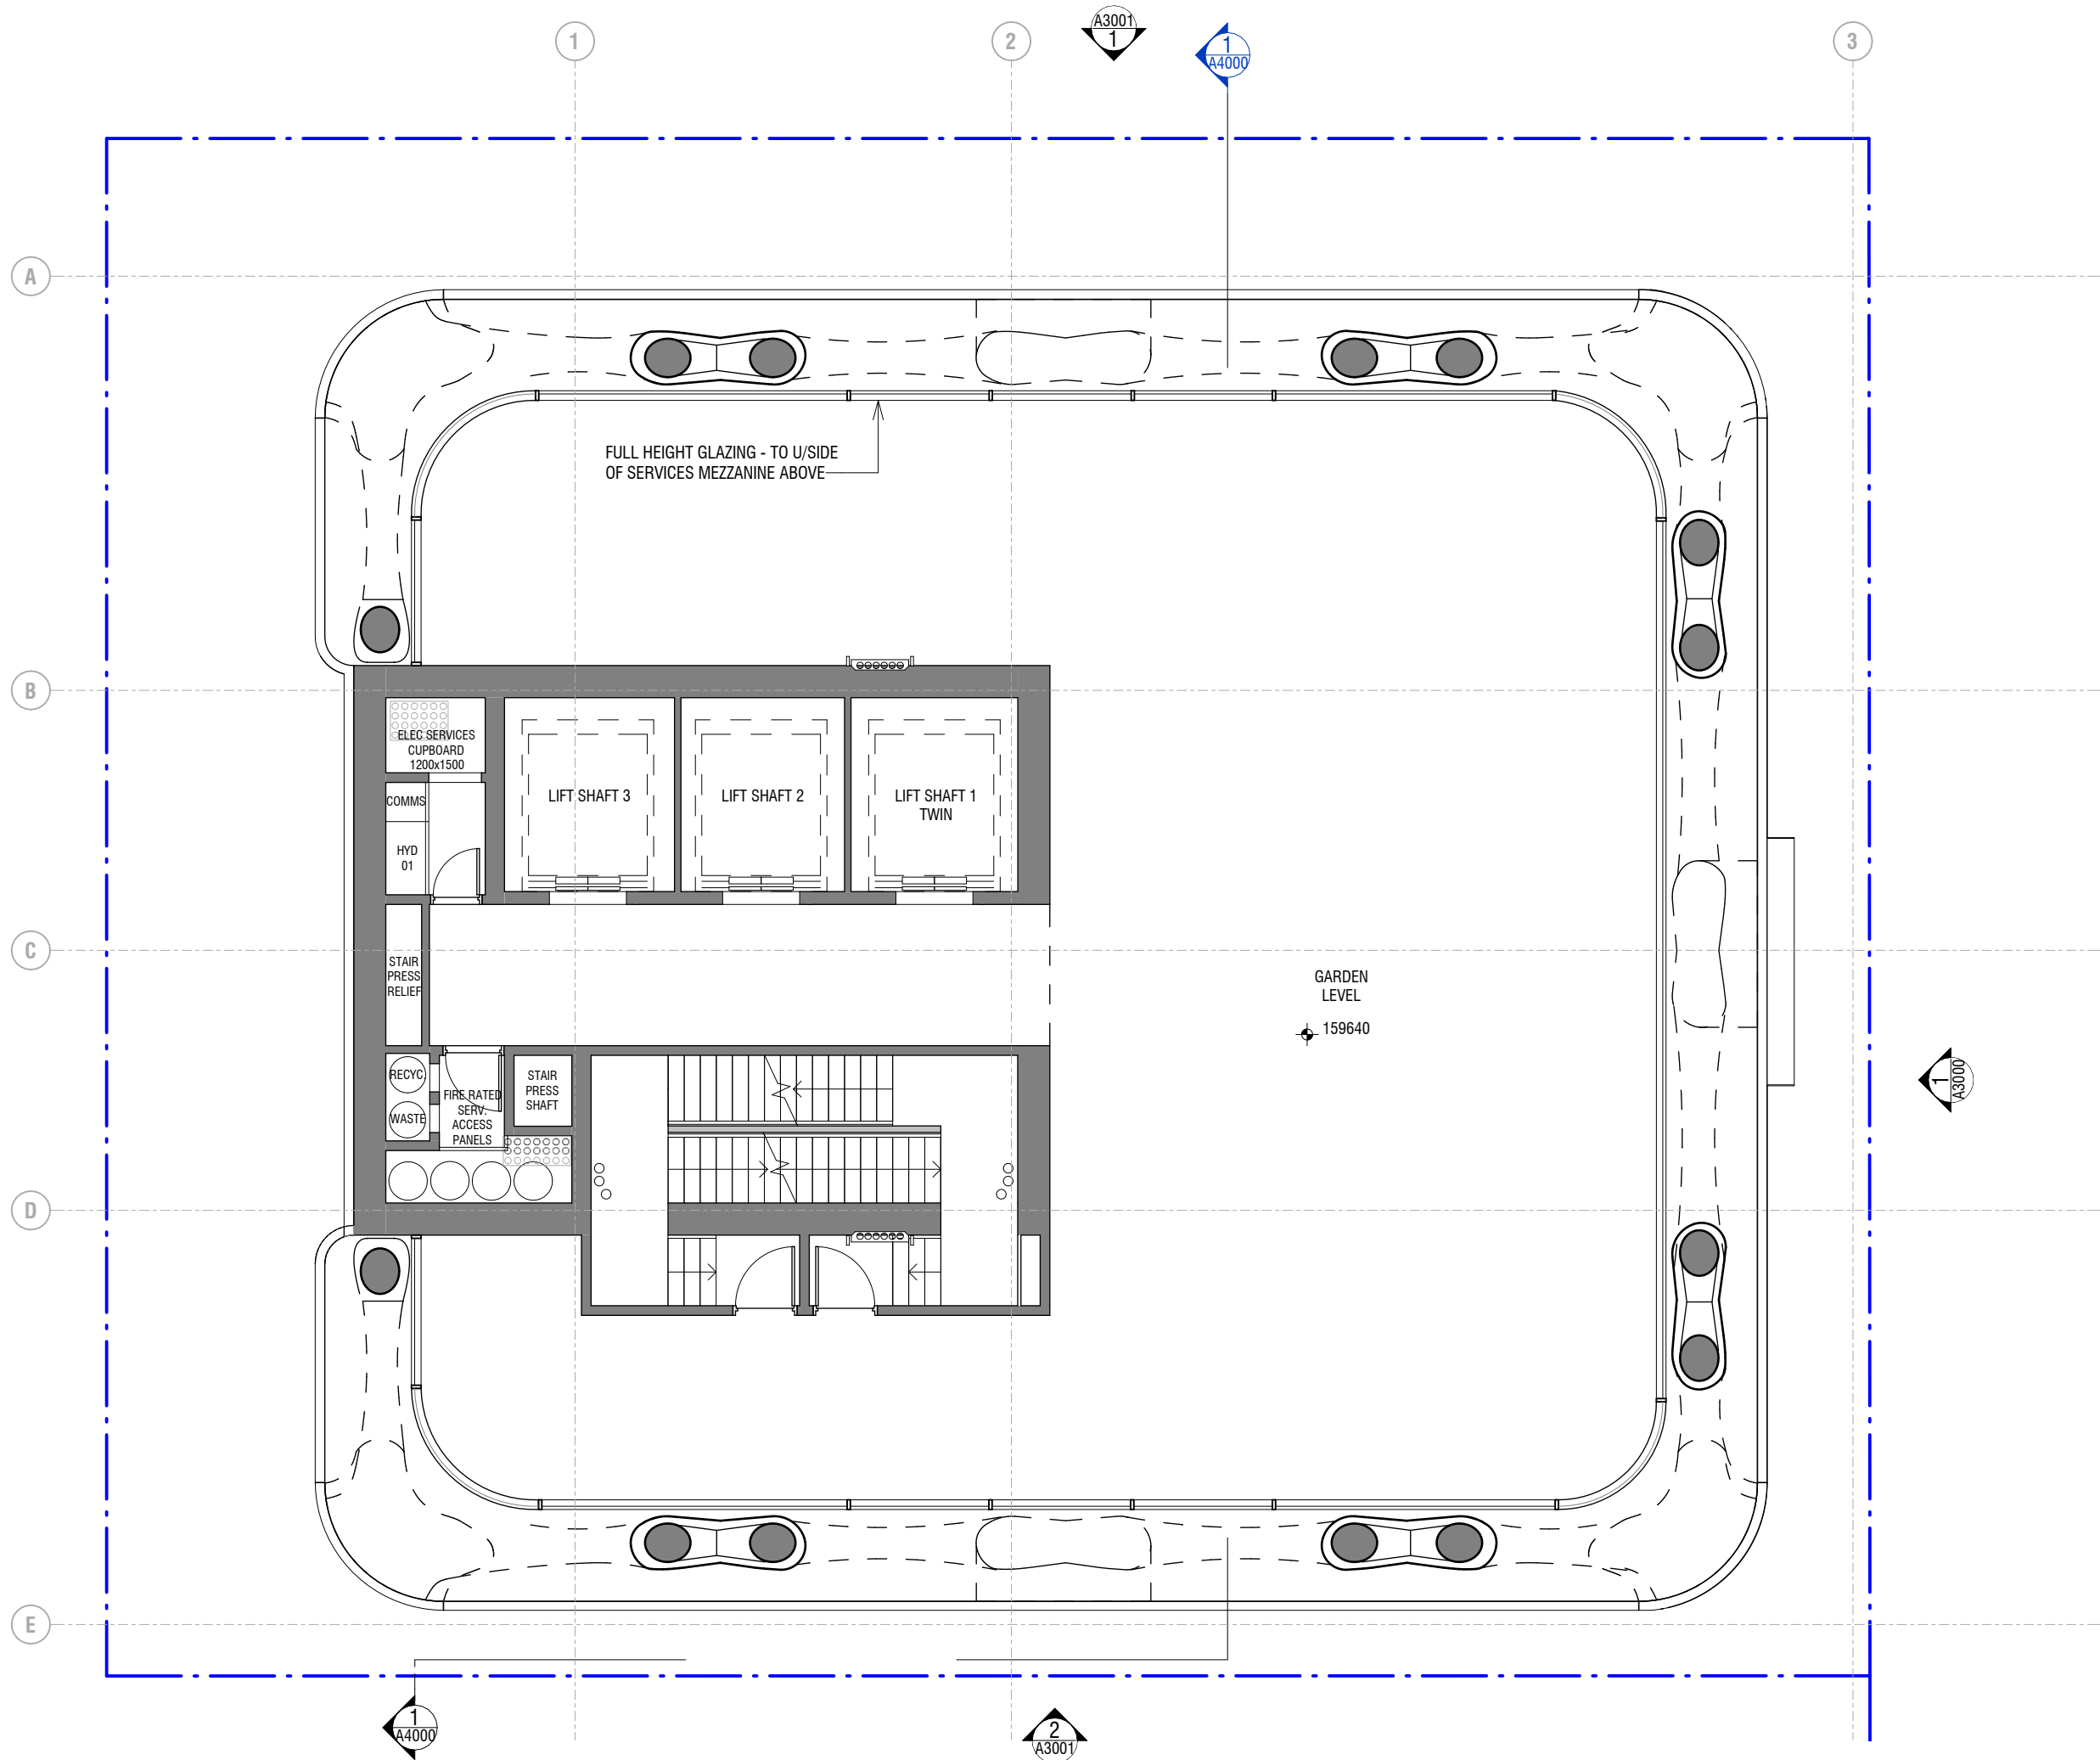 A3001
1
1
A4000
1
2
3
A
FULL HEIGHT GLAZING - TO U/SIDE
OF SERVICES MEZZANINE ABOVE
B
ELEC SERVICES
CUPBOARD
1200x1500
COMMS
HYD
01
LIFT SHAFT 3
LIFT SHAFT 2
LIFT SHAFT 1
TWIN
C
STAIR
PRESS
RELIEF
GARDEN
LEVEL
159640
RECYC.
WASTE
FIRE RATED
SERV.
ACCESS
PANELS
STAIR
PRESS
SHAFT
1
A3000
D
E
1
A4000
2
A3001